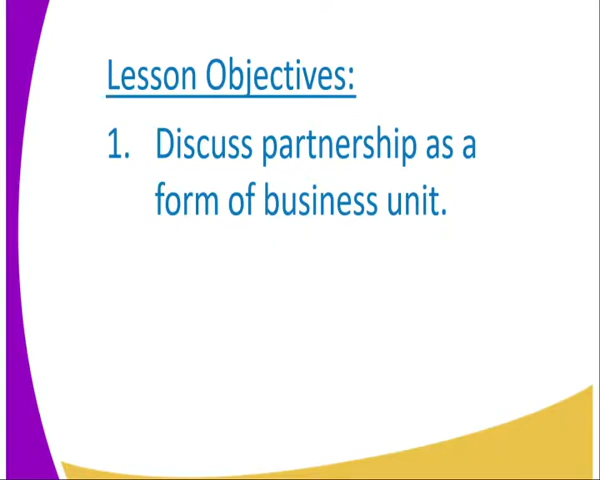 Lesson Objectives:
1. Discuss partnership as a
form of business unit.